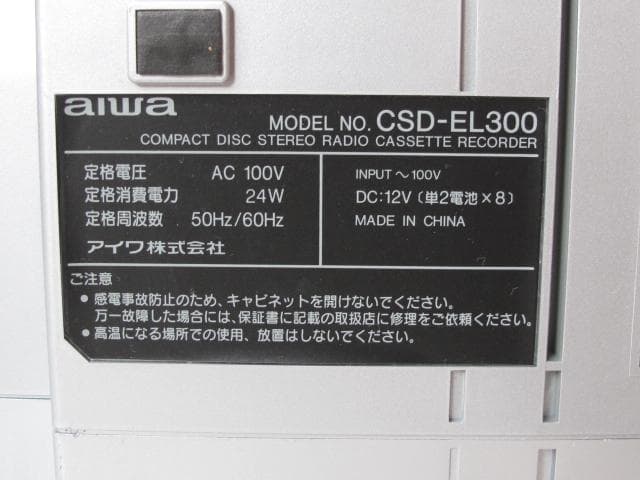 aiwa
MODEL NO. CSD-EL300
COMPACT DISC STEREO RADIO CASSETTE RECORDER
定格電圧 AC 100V
定格消費電力 24W
定格周波数 50Hz/60Hz
アイワ株式会社
INPUT ～100V
DC:12V（単2電池×8）
MADE IN CHINA
ご注意
● 感電事故防止のため、キャビネットを開けないでください。
万一故障した場合には、保証書に記載の取扱店に修理をご依頼ください。
● 高温になる場所での使用、放置はしないでください。